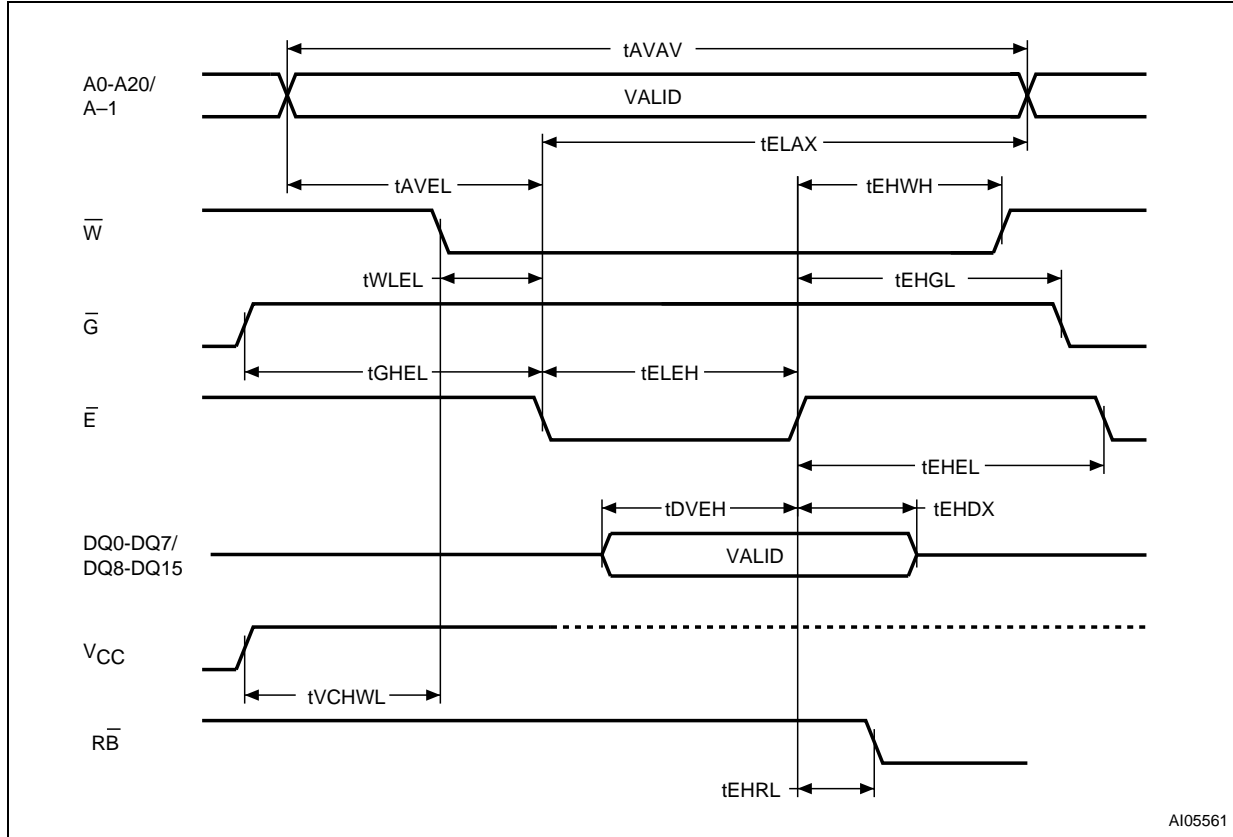 tAVAV
A0-A20/
A–1
VALID
tELAX
tAVEL
tEHWH
W̅
tWLEL
tEHGL
G̅
tGHEL
tELEH
E̅
tEHEL
tDVEH
tEHDX
DQ0-DQ7/
DQ8-DQ15
VALID
VCC
tVCHWL
RB̅
tEHRL
AI05561